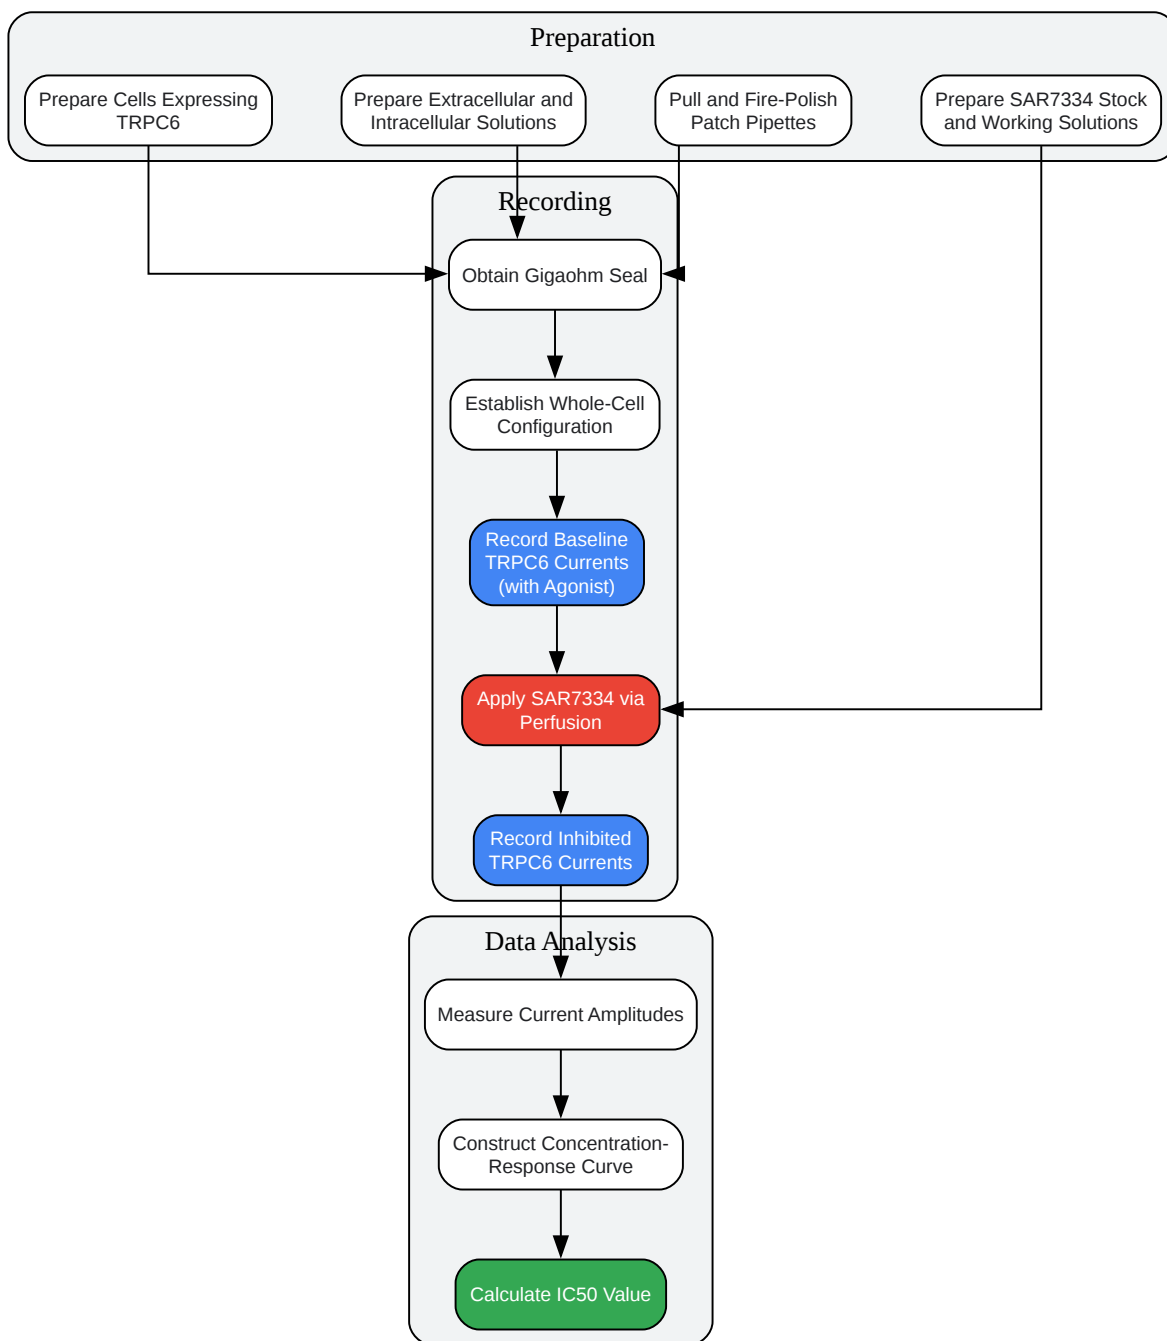 Preparation
Prepare Cells Expressing
TRPC6
Prepare Extracellular and
Intracellular Solutions
Pull and Fire-Polish
Patch Pipettes
Prepare SAR7334 Stock
and Working Solutions
Recording
Obtain Gigaohm Seal
Establish Whole-Cell
Configuration
Record Baseline
TRPC6 Currents
(with Agonist)
Apply SAR7334 via
Perfusion
Record Inhibited
TRPC6 Currents
Data Analysis
Measure Current Amplitudes
Construct Concentration-
Response Curve
Calculate IC50 Value